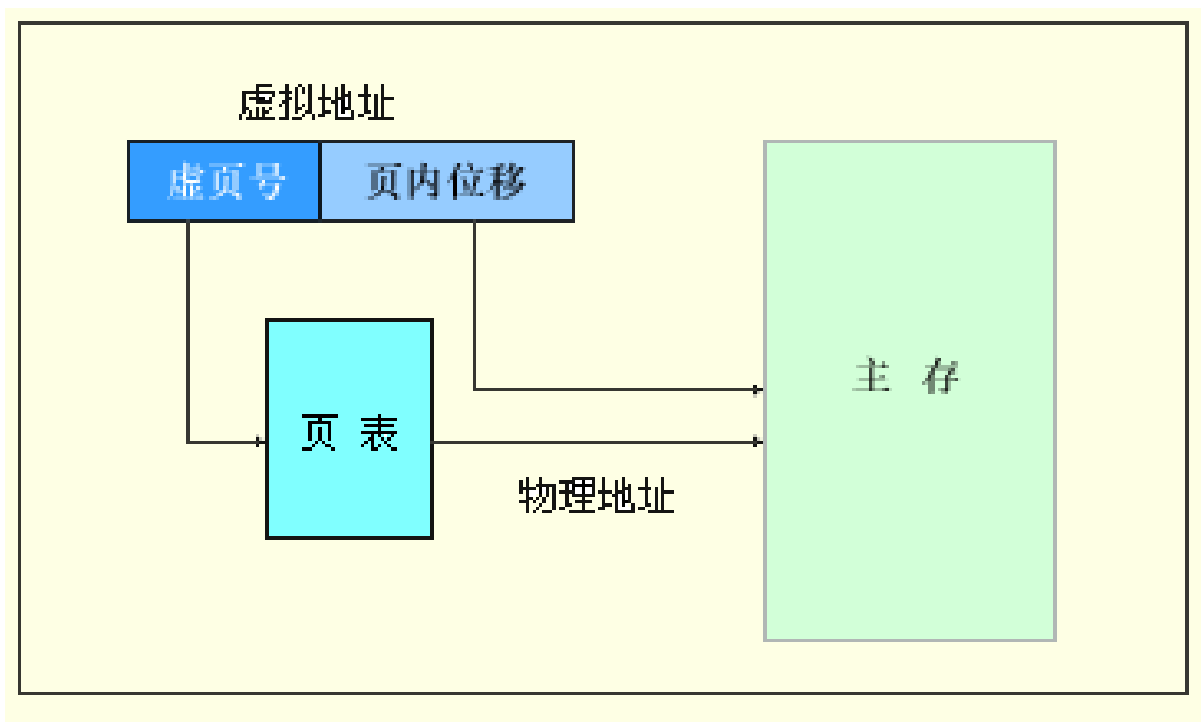 虚拟地址
虚页号 页内位移
主 存
页 表
物理地址